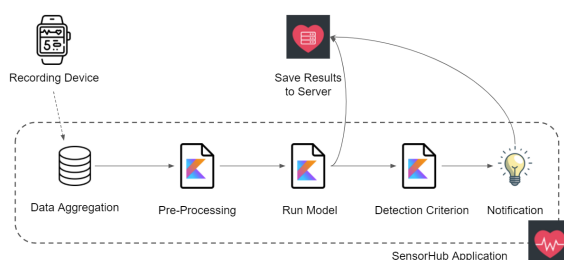 Recording Device
Save Results
to Server
Data Aggregation
Pre-Processing
Run Model
Detection Criterion
Notification
SensorHub Application